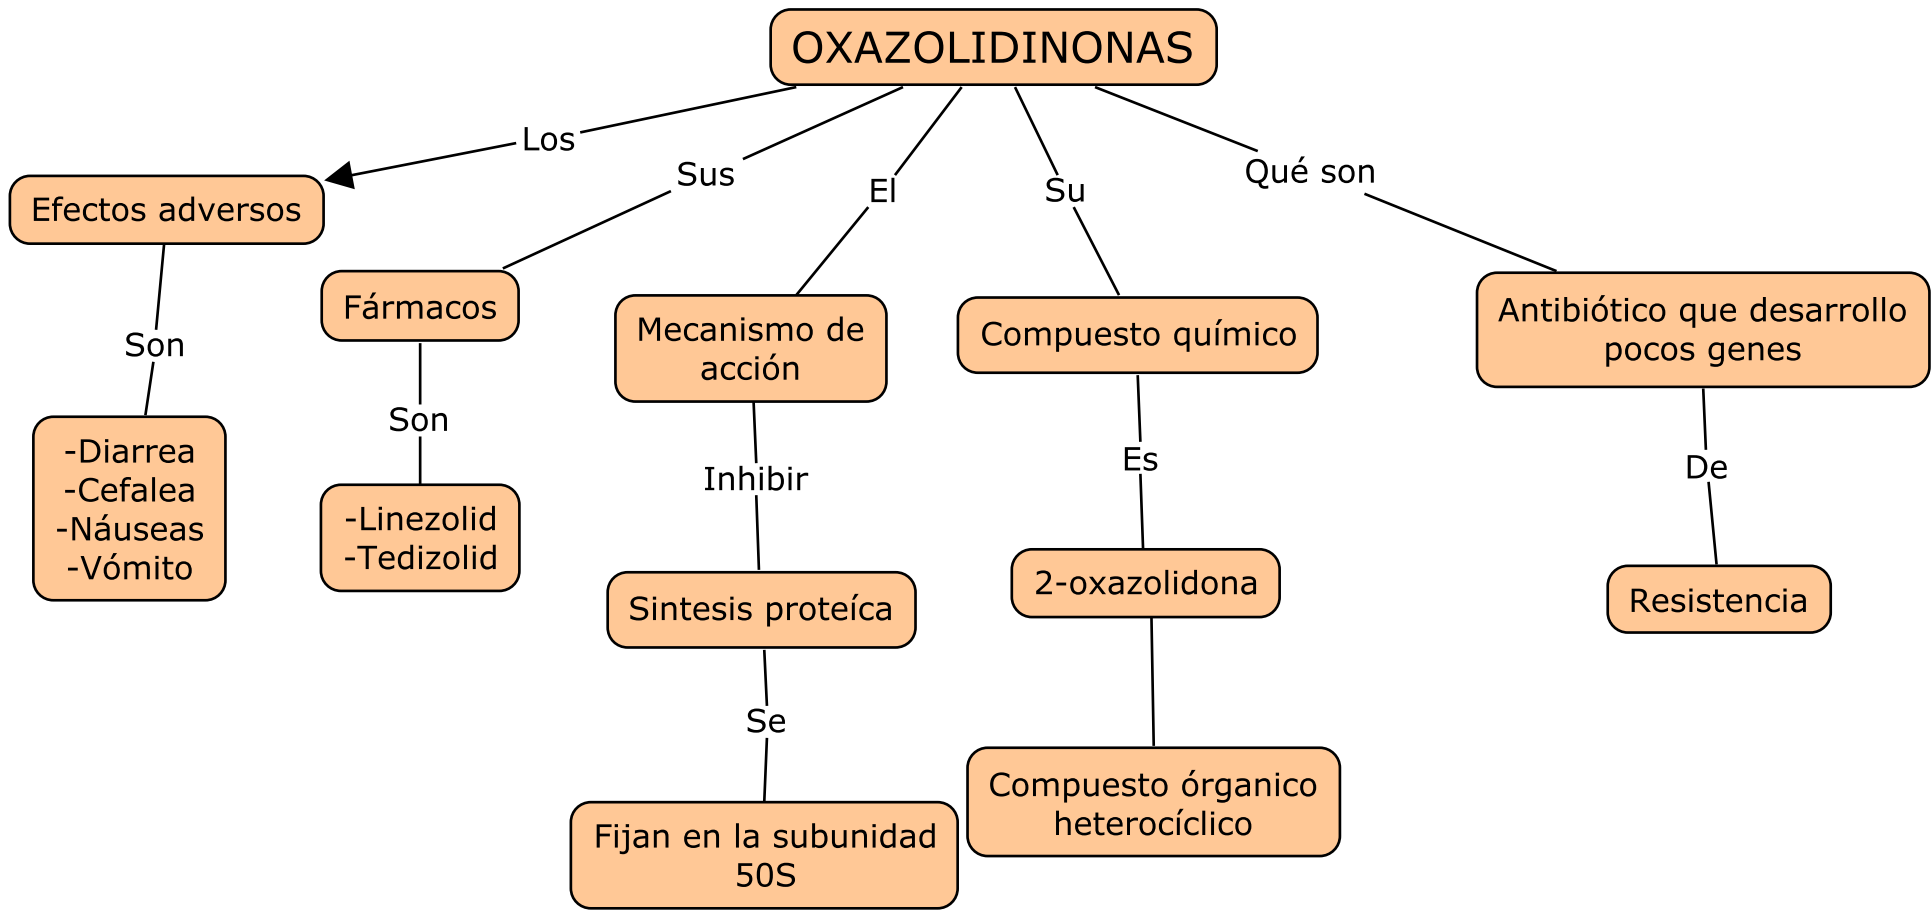 OXAZOLIDINONAS
Los
Sus
El
Su
Qué son
Efectos adversos
Fármacos
Mecanismo de
acción
Compuesto químico
Antibiótico que desarrollo
pocos genes
Son
Son
Inhibir
Es
De
-Diarrea
-Cefalea
-Náuseas
-Vómito
-Linezolid
-Tedizolid
Sintesis proteíca
2-oxazolidona
Resistencia
Se
Compuesto órganico
heterocíclico
Fijan en la subunidad
50S